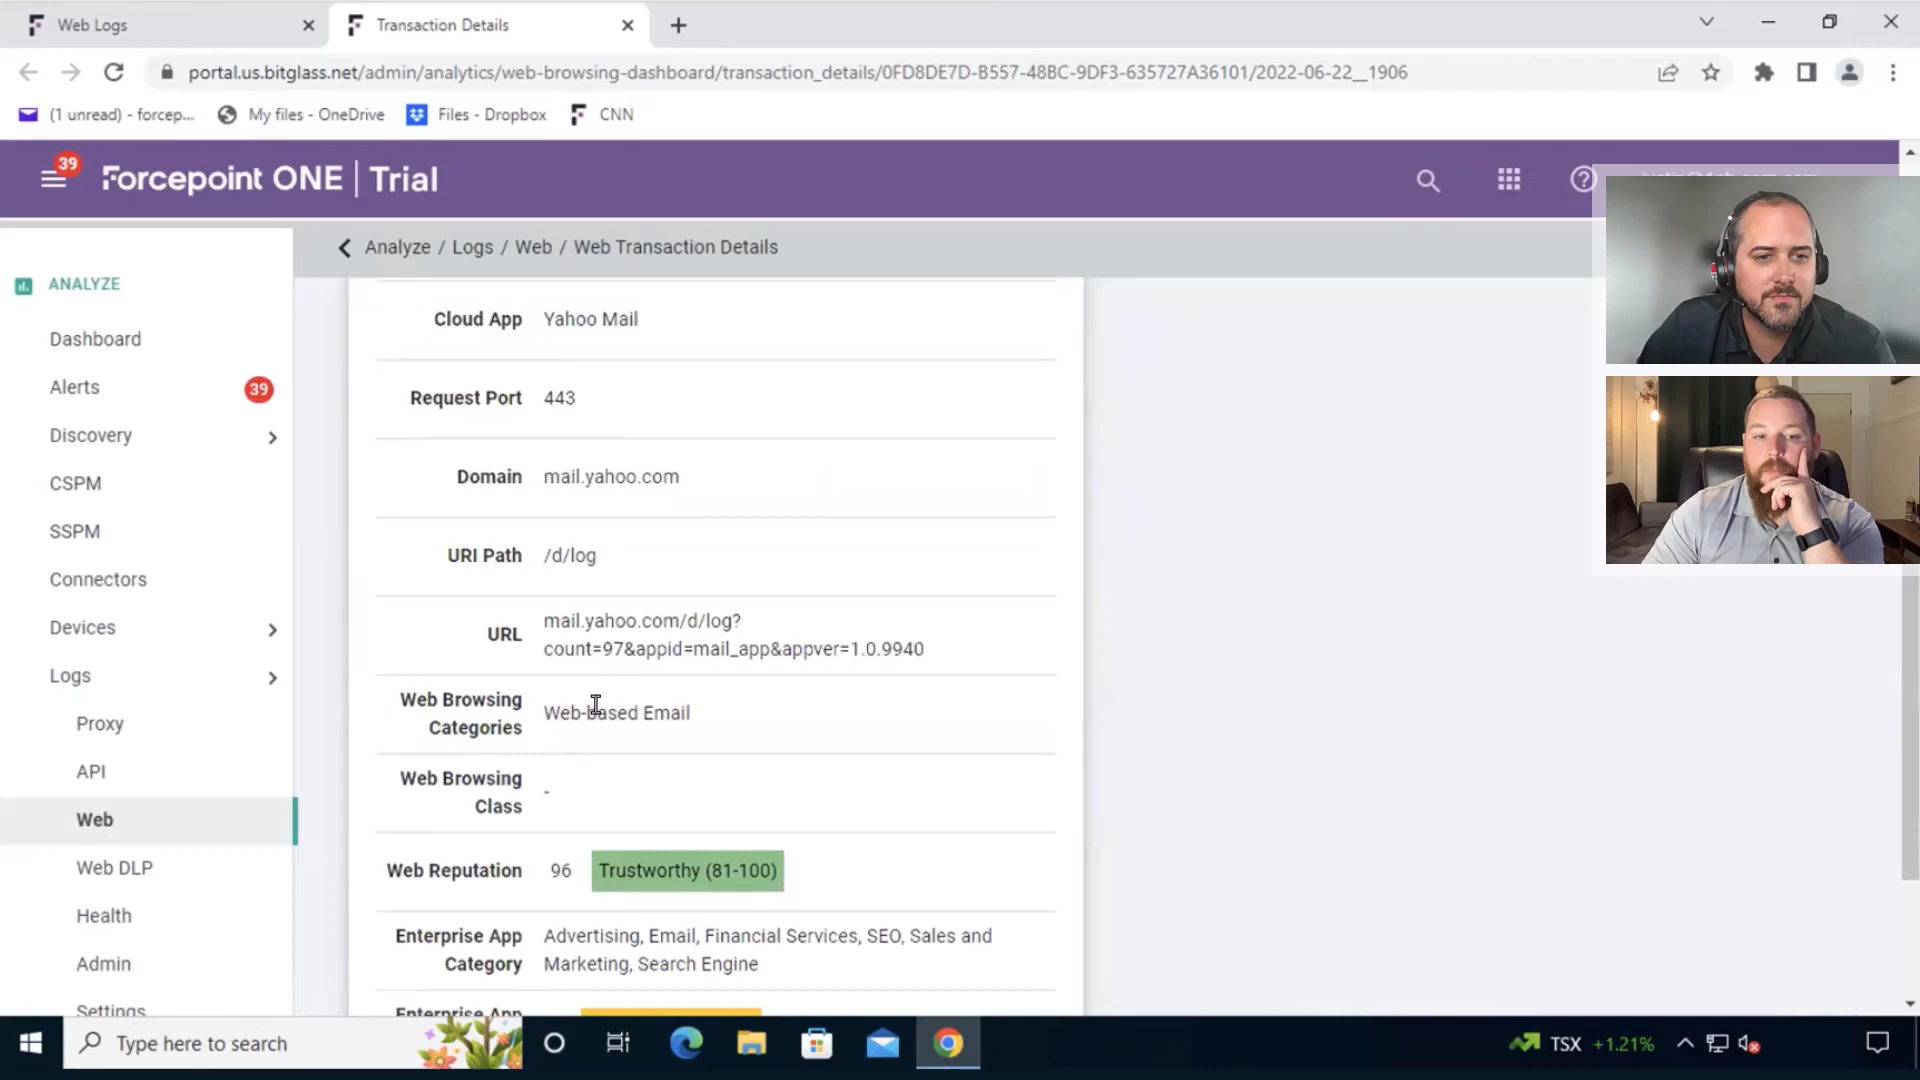 Web Logs
Transaction Details
portal.us.bitglass.net/admin/analytics/web-browsing-dashboard/transaction_details/0FD8DE7D-B557-48BC-9DF3-635727A36101/2022-06-22__1906
(1 unread) - forcep...
My files - OneDrive
Files - Dropbox
CNN
39
Forcepoint ONE | Trial
Analyze / Logs / Web / Web Transaction Details
ANALYZE
Dashboard
Alerts 39
Discovery
CSPM
SSPM
Connectors
Devices
Logs
Proxy
API
Web
Web DLP
Health
Admin
Settings
Cloud App Yahoo Mail
Request Port 443
Domain mail.yahoo.com
URI Path /d/log
URL mail.yahoo.com/d/log?
count=97&appid=mail_app&appver=1.0.9940
Web Browsing
Categories
Web-based Email
Web Browsing
Class
-
Web Reputation 96 Trustworthy (81-100)
Enterprise App Advertising, Email, Financial Services, SEO, Sales and
Category Marketing, Search Engine
Enterprise App
Type here to search
TSX +1.21%